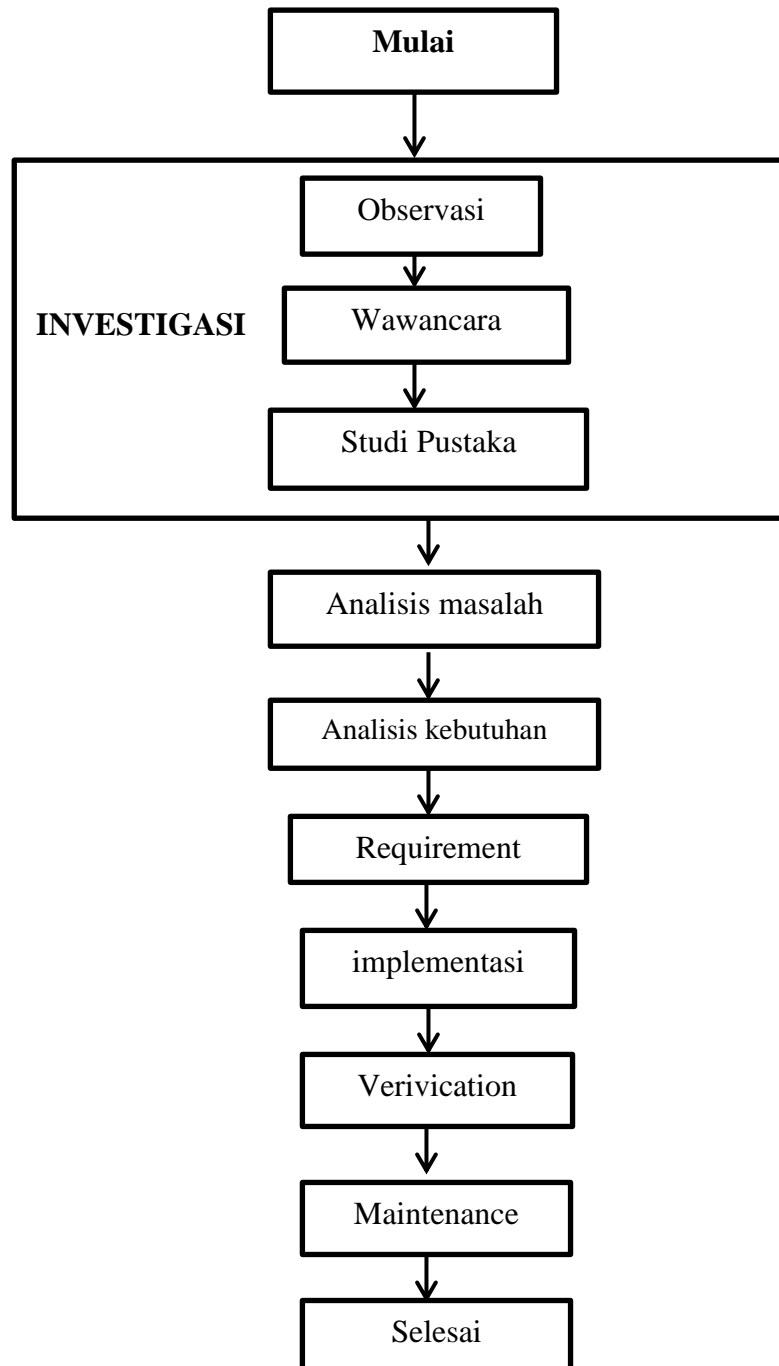 Mulai
Observasi
INVESTIGASI
Wawancara
Studi Pustaka
Analisis masalah
Analisis kebutuhan
Requirement
implementasi
Verivication
Maintenance
Selesai